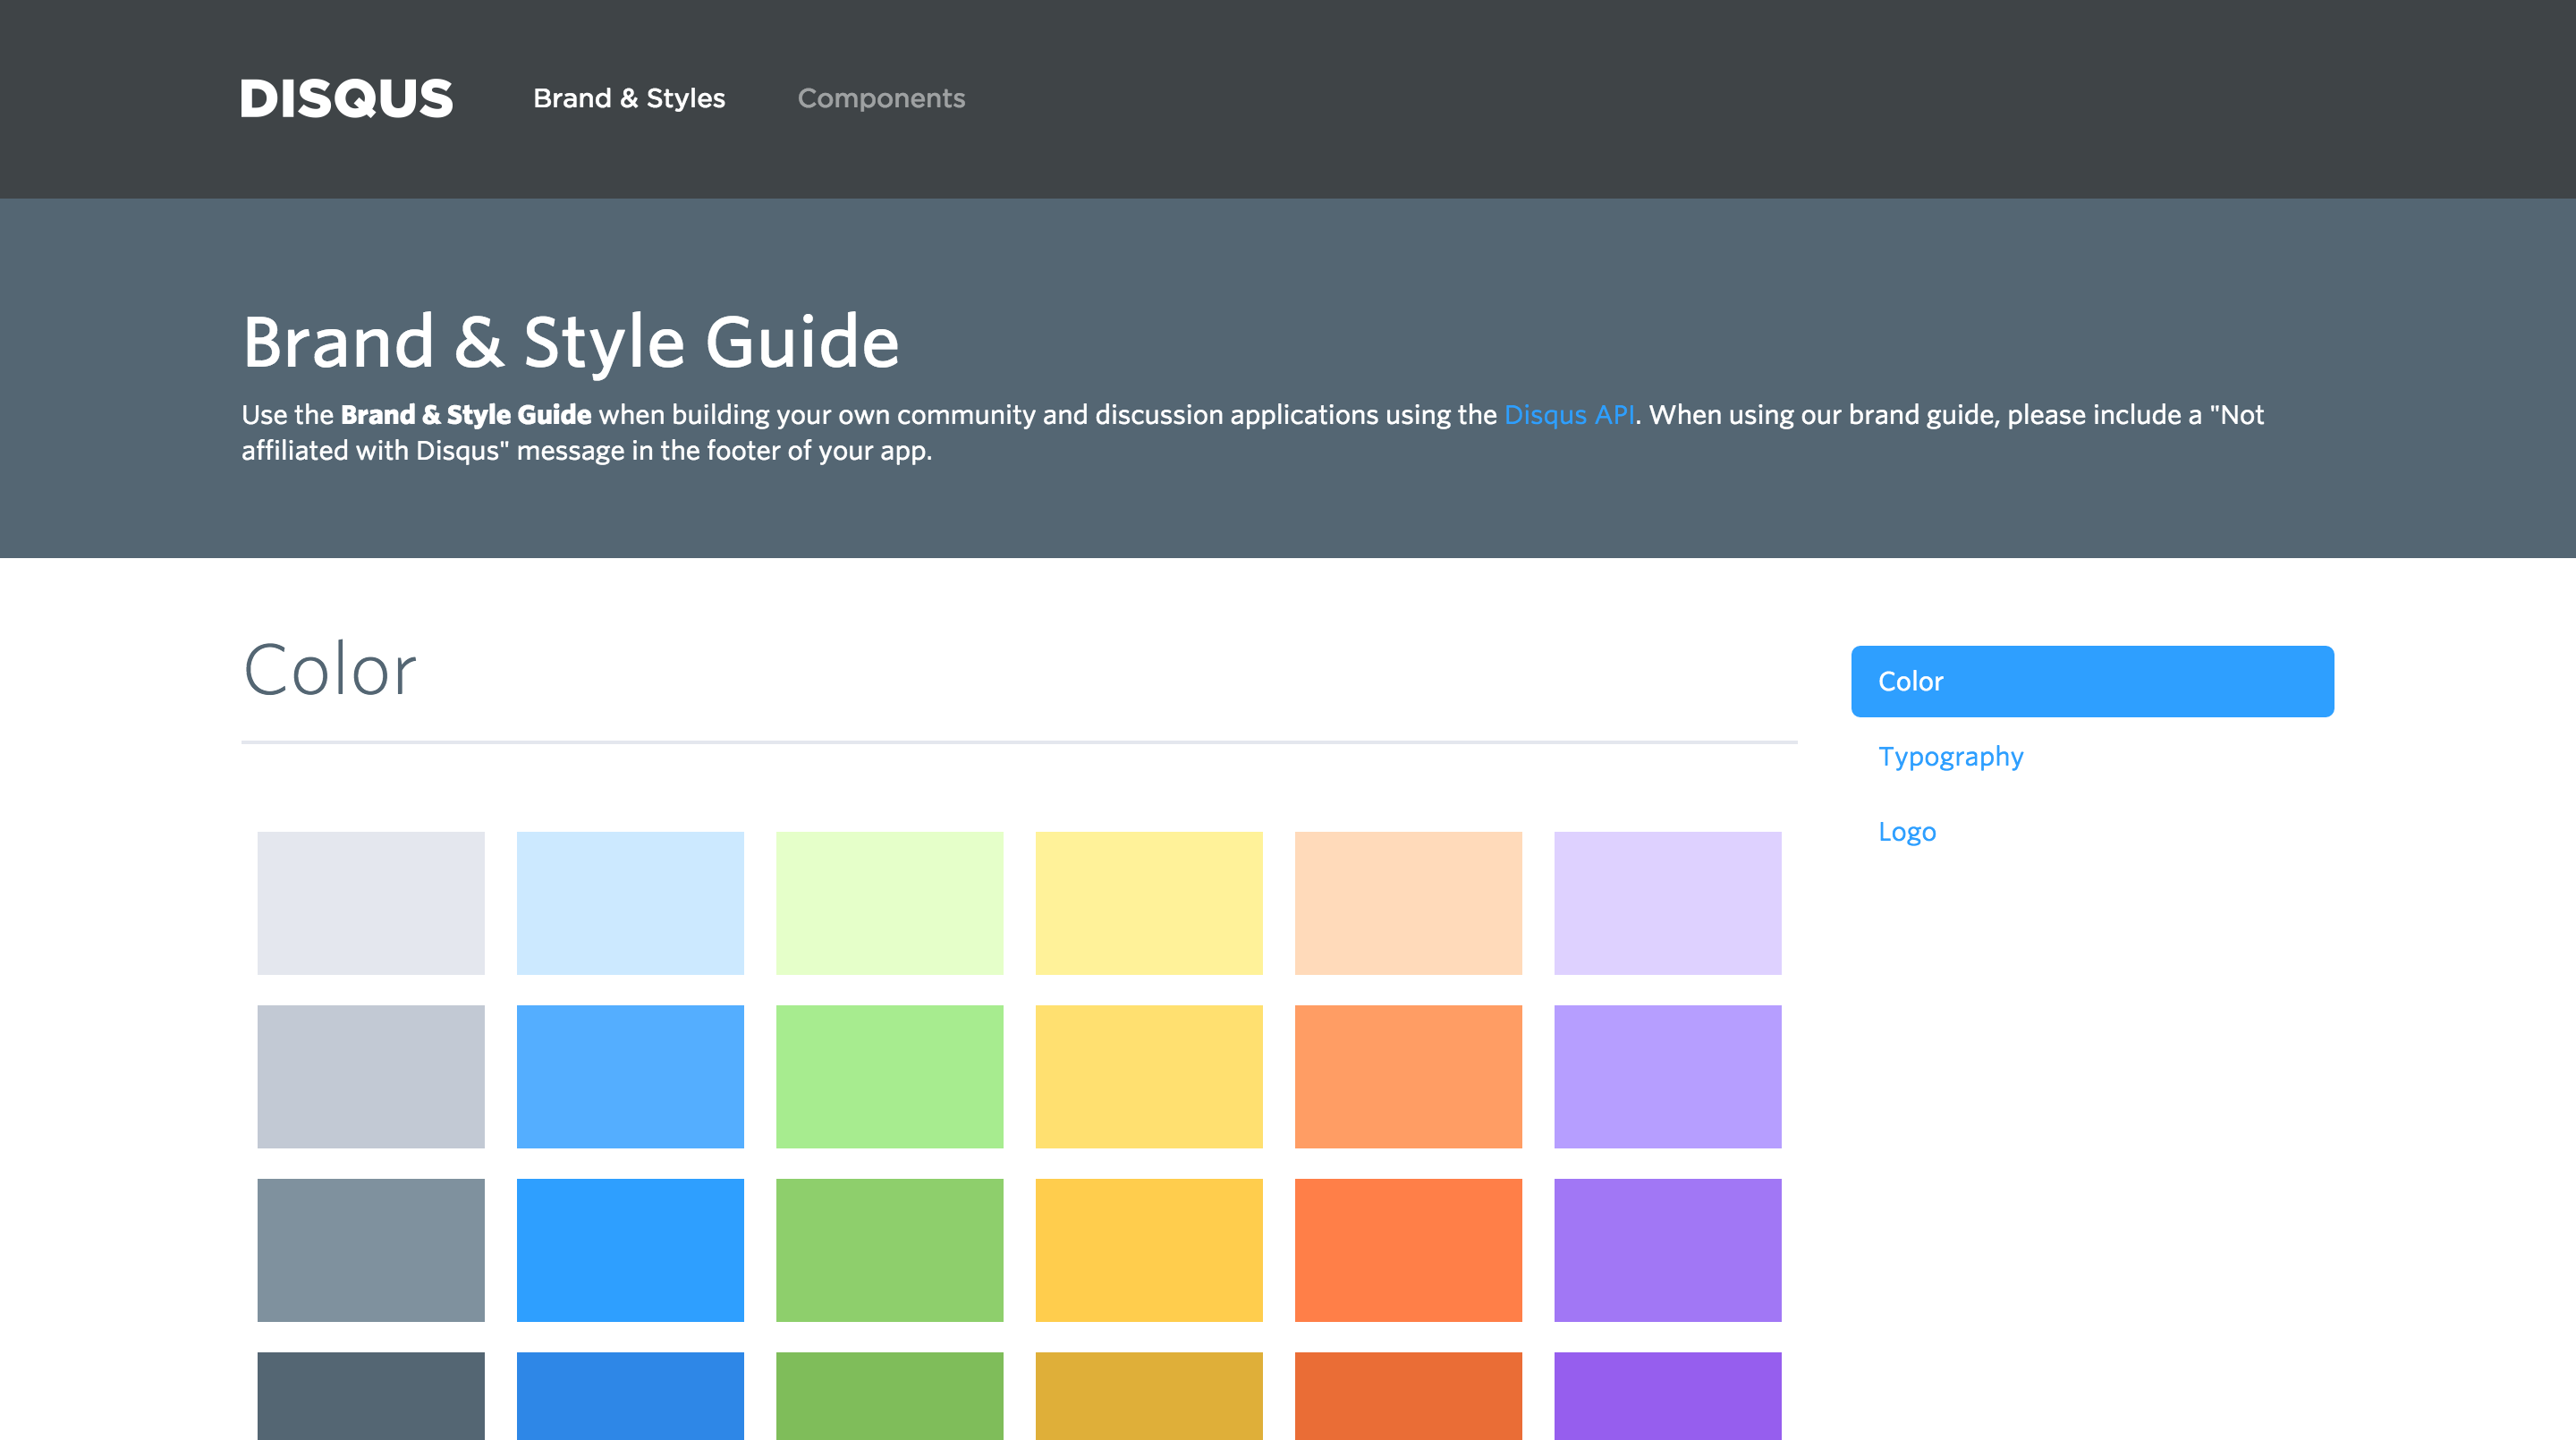 DISQUS
Brand & Styles
Components
Brand & Style Guide
Use the Brand & Style Guide when building your own community and discussion applications using the Disqus API. When using our brand guide, please include a "Not
affiliated with Disqus" message in the footer of your app.
Color
Color
Typography
Logo